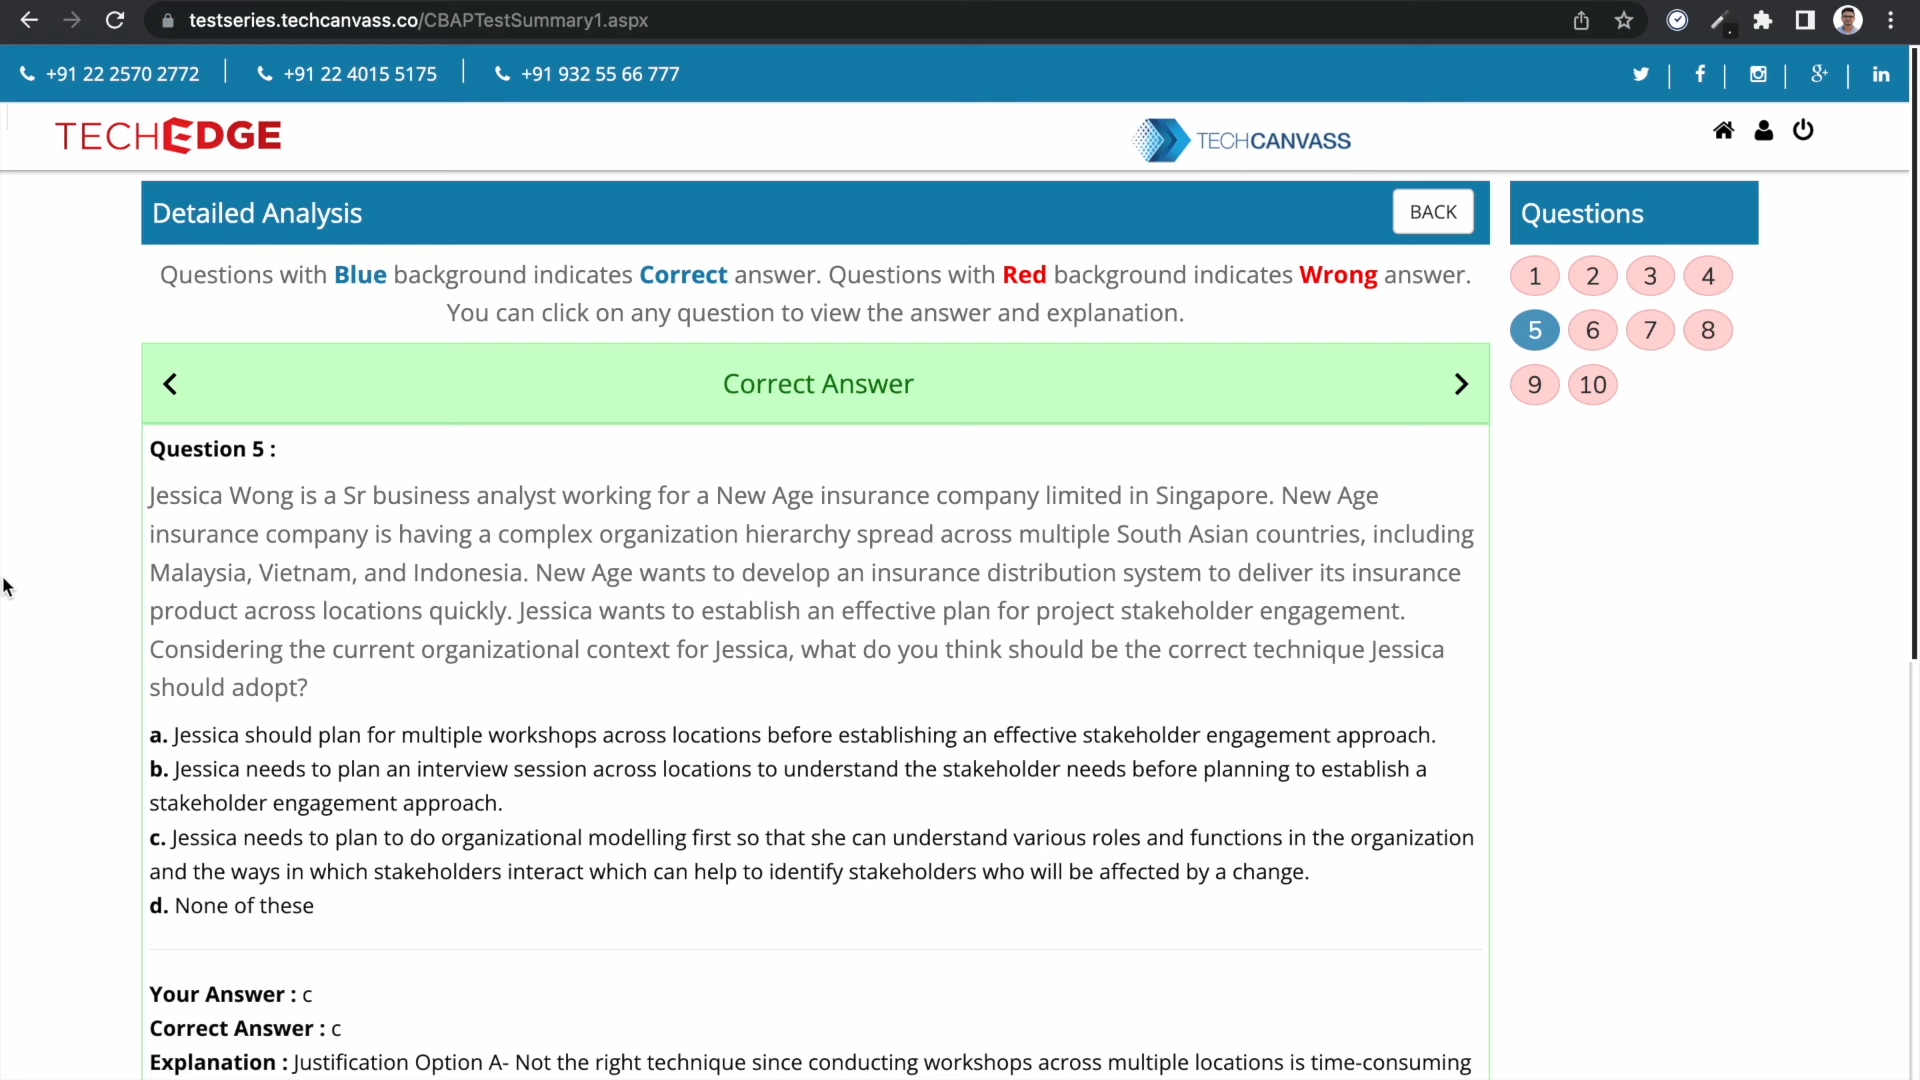 testseries.techcanvass.co/CBAPTestSummary1.aspx
+91 22 2570 2772 | +91 22 4015 5175 | +91 932 55 66 777
TECHEDGE
TECHCANVASS
Detailed Analysis
BACK
Questions with Blue background indicates Correct answer. Questions with Red background indicates Wrong answer.
You can click on any question to view the answer and explanation.
Correct Answer
Question 5 :
Jessica Wong is a Sr business analyst working for a New Age insurance company limited in Singapore. New Age
insurance company is having a complex organization hierarchy spread across multiple South Asian countries, including
Malaysia, Vietnam, and Indonesia. New Age wants to develop an insurance distribution system to deliver its insurance
product across locations quickly. Jessica wants to establish an effective plan for project stakeholder engagement.
Considering the current organizational context for Jessica, what do you think should be the correct technique Jessica
should adopt?
a. Jessica should plan for multiple workshops across locations before establishing an effective stakeholder engagement approach.
b. Jessica needs to plan an interview session across locations to understand the stakeholder needs before planning to establish a
stakeholder engagement approach.
c. Jessica needs to plan to do organizational modelling first so that she can understand various roles and functions in the organization
and the ways in which stakeholders interact which can help to identify stakeholders who will be affected by a change.
d. None of these
Your Answer : c
Correct Answer : c
Explanation : Justification Option A- Not the right technique since conducting workshops across multiple locations is time-consuming
Questions
1 2 3 4
5 6 7 8
9 10